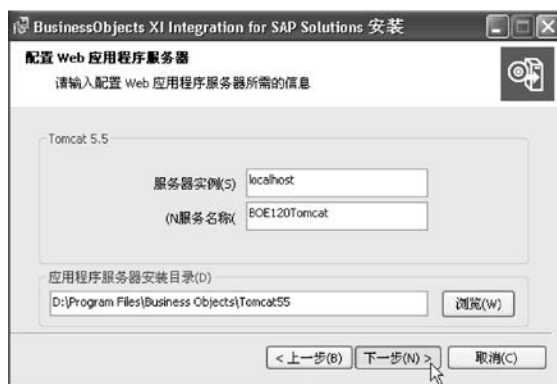 BusinessObjects XI Integration for SAP Solutions 安装
配置 Web 应用程序服务器
请输入配置 Web 应用程序服务器所需的信息
Tomcat 5.5
服务器实例(S) localhost
(N服务名称( BOE120Tomcat
应用程序服务器安装目录(D)
D:\Program Files\Business Objects\Tomcat55 浏览(W)
< 上一步(B) 下一步(N) > 取消(C)